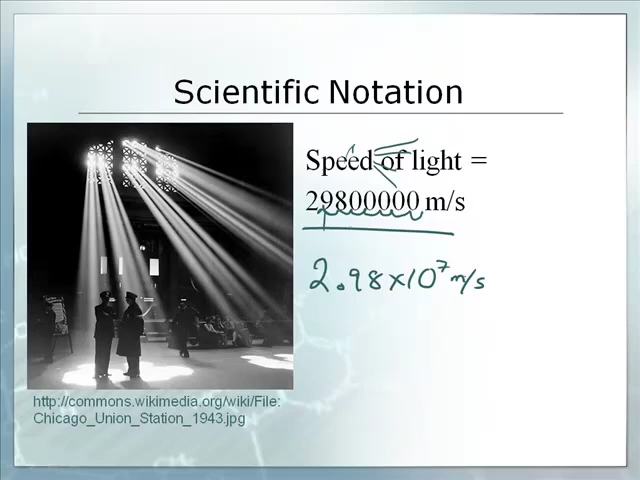 Scientific Notation
Speed of light =
29800000 m/s
2.98×10⁷ m/s
http://commons.wikimedia.org/wiki/File:
Chicago_Union_Station_1943.jpg